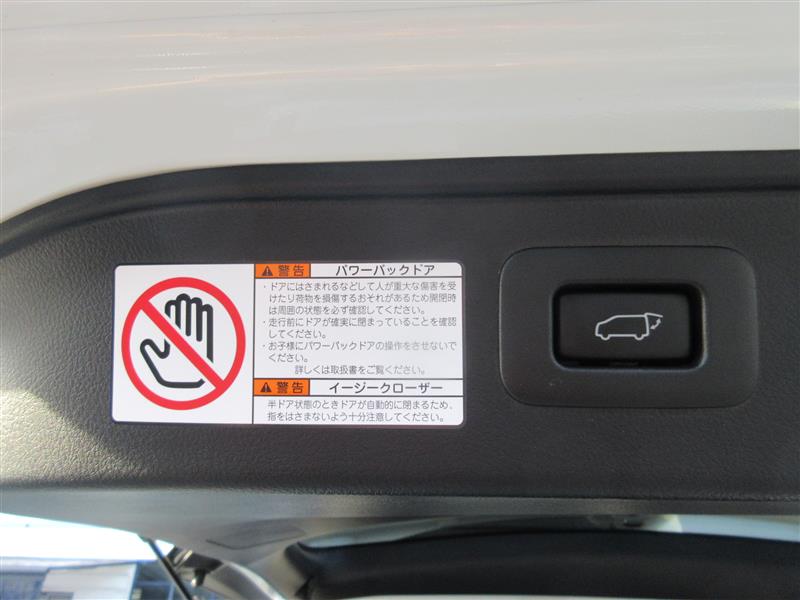 警告 パワーバックドア
・ドアにはさまれるなどして人が重大な傷害を受
けたり荷物を損傷するおそれがあるため開閉時
は周囲の状態を必ず確認してください。
・走行前にドアが確実に閉まっていることを確認
してください。
・お子様にパワーバックドアの操作をさせないで
ください。
詳しくは取扱書をご覧ください。
警告 イージークローザー
半ドア状態のときドアが自動的に閉まるため、
指をはさまないよう十分注意してください。